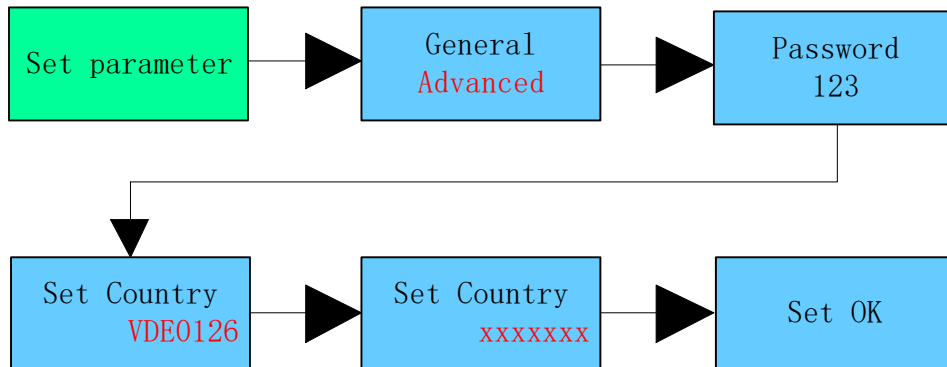 Set parameter
General
Advanced
Password
123
Set Country
VDE0126
Set Country
xxxxxxx
Set OK